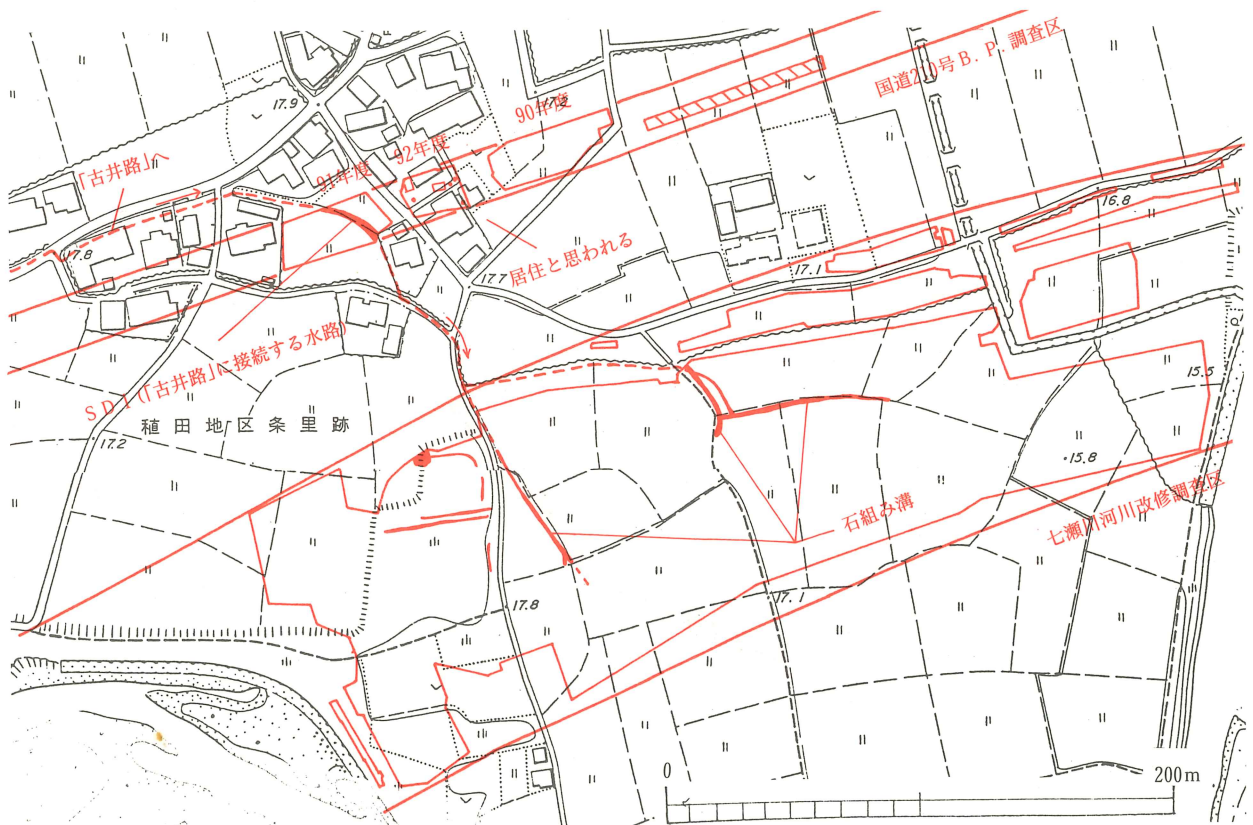 国道210号B.P.調査区
90年度
17.2
17.9
92年度
91年度
「古井路」へ
16.8
17.8
居住と思われる
17.7
17.1
SD1(「古井路」に接続する水路)
15.5
稙田地区条里跡
17.2
15.8
石組み溝
七瀬川河川改修調査区
17.8
17.1
0
200m